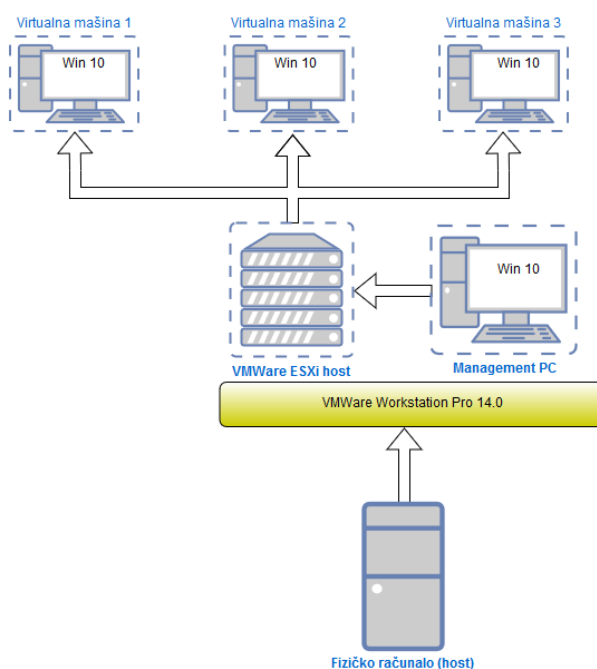 Virtualna mašina 1
Virtualna mašina 2
Virtualna mašina 3
Win 10
Win 10
Win 10
Win 10
VMWare ESXi host
Management PC
VMWare Workstation Pro 14.0
Fizičko računalo (host)